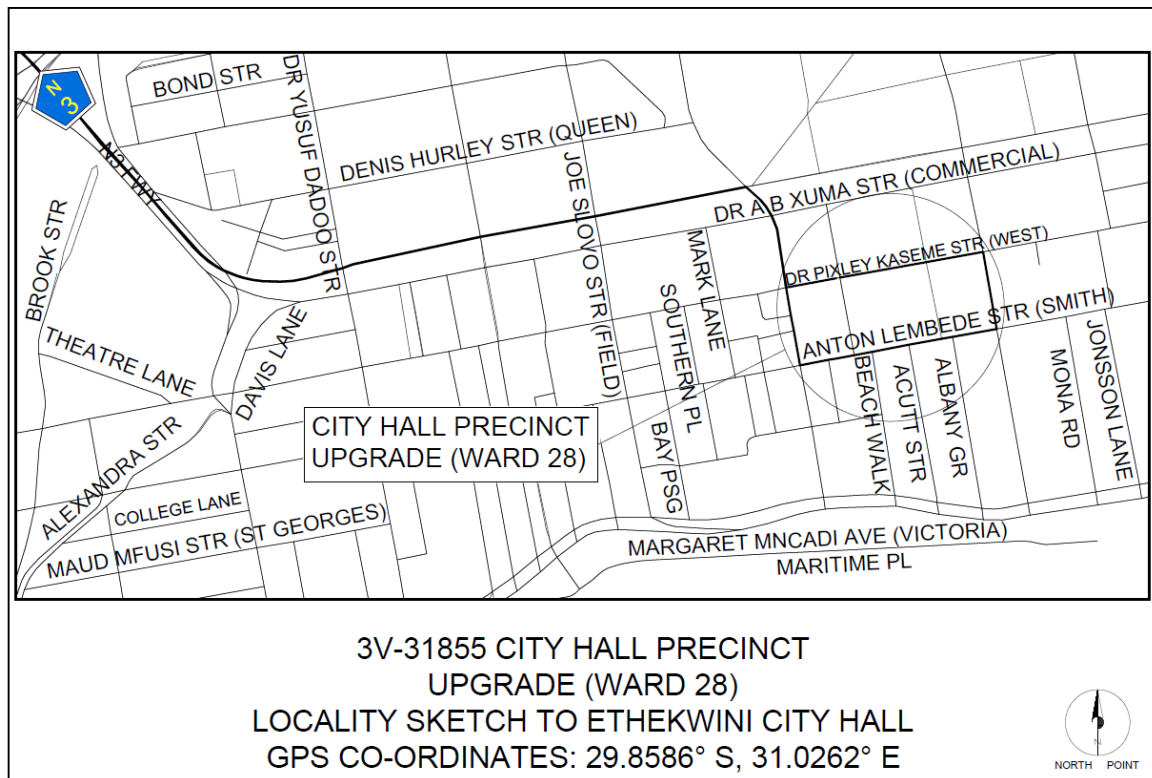 N
3
BOND STR
DR YUSUF DADOO STR
DENIS HURLEY STR (QUEEN)
N3 FWY
JOE SLOVO STR (FIELD)
DR A B XUMA STR (COMMERCIAL)
BROOK STR
MARK LANE
DR PIXLEY KASEME STR (WEST)
SOUTHERN PL
ANTON LEMBEDE STR (SMITH)
THEATRE LANE
DAVIS LANE
BEACH WALK
ACUTT STR
ALBANY GR
MONA RD
JONSSON LANE
CITY HALL PRECINCT
UPGRADE (WARD 28)
BAY PSG
ALEXANDRA STR
COLLEGE LANE
MAUD MFUSI STR (ST GEORGES)
MARGARET MNCADI AVE (VICTORIA)
MARITIME PL
3V-31855 CITY HALL PRECINCT
UPGRADE (WARD 28)
LOCALITY SKETCH TO ETHEKWINI CITY HALL
GPS CO-ORDINATES: 29.8586° S, 31.0262° E
N
NORTH POINT